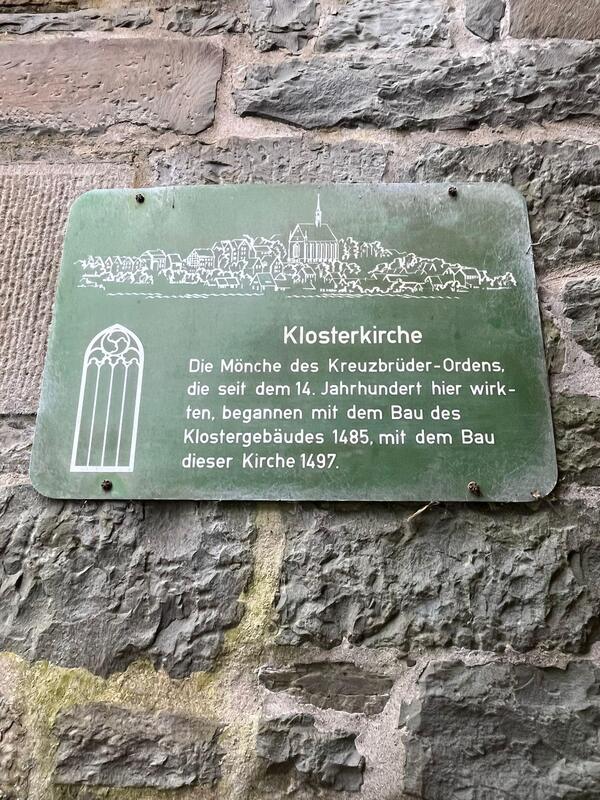 Klosterkirche
Die Mönche des Kreuzbrüder-Ordens,
die seit dem 14. Jahrhundert hier wirk-
ten, begannen mit dem Bau des
Klostergebäudes 1485, mit dem Bau
dieser Kirche 1497.